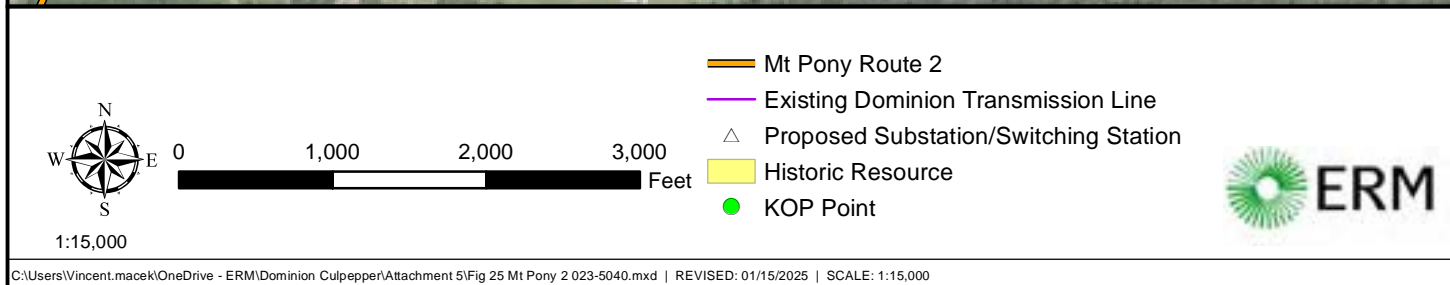 Mt Pony Route 2
Existing Dominion Transmission Line
Proposed Substation/Switching Station
Historic Resource
KOP Point
N
W E
S
0 1,000 2,000 3,000
Feet
1:15,000
ERM
C:\Users\Vincent.macek\OneDrive - ERM\Dominion Culpepper\Attachment 5\Fig 25 Mt Pony 2 023-5040.mxd | REVISED: 01/15/2025 | SCALE: 1:15,000